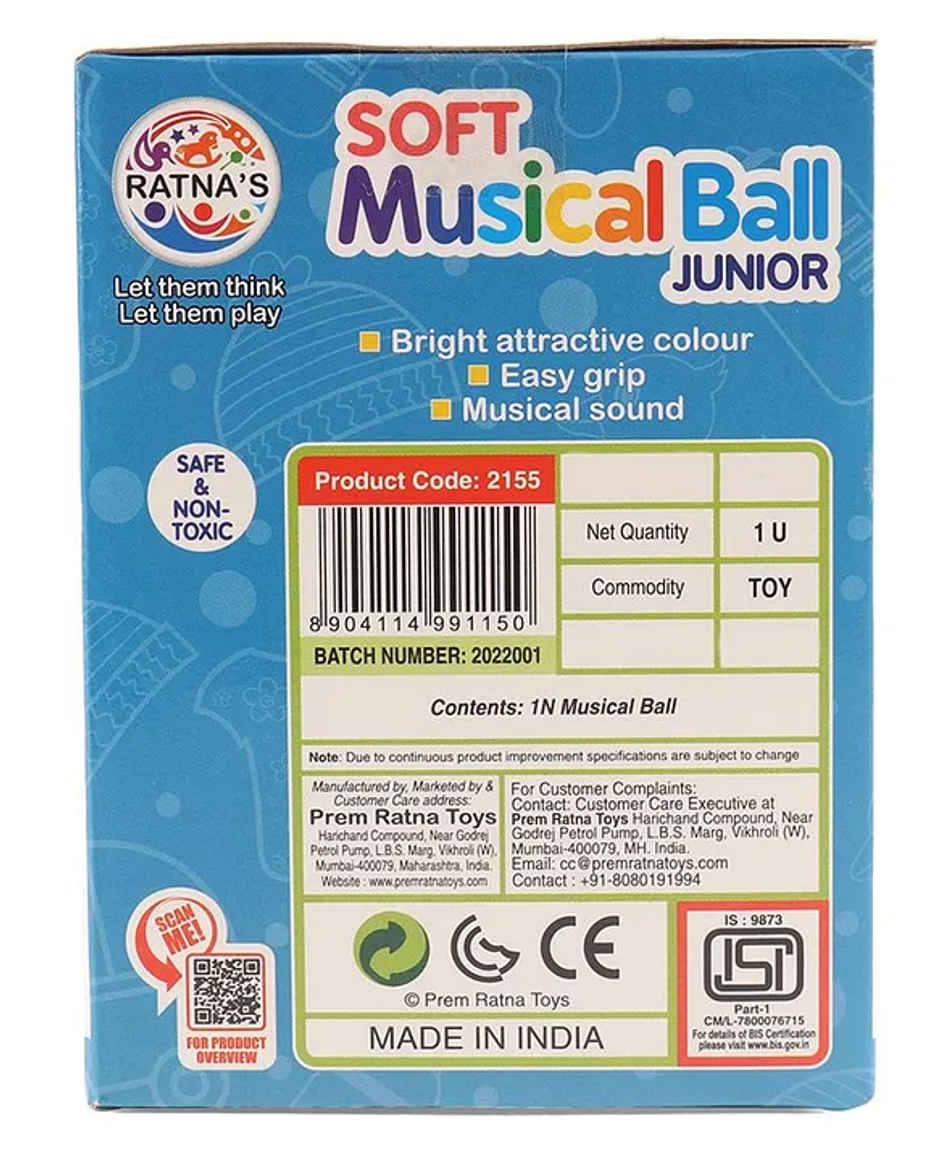 RATNA'S
Let them think
Let them play
SOFT
Musical Ball
JUNIOR
Bright attractive colour
Easy grip
Musical sound
SAFE
&
NON-
TOXIC
Product Code: 2155
8 904114 991150
BATCH NUMBER: 2022001
Net Quantity 1 U
Commodity TOY
Contents: 1N Musical Ball
Note: Due to continuous product improvement specifications are subject to change
Manufactured by, Marketed by &
Customer Care address:
Prem Ratna Toys
Harichand Compound, Near Godrej
Petrol Pump, L.B.S. Marg, Vikhroli (W),
Mumbai-400079, Maharashtra, India.
Website : www.premratnatoys.com
For Customer Complaints:
Contact: Customer Care Executive at
Prem Ratna Toys Harichand Compound, Near
Godrej Petrol Pump, L.B.S. Marg, Vikhroli (W),
Mumbai-400079, MH. India.
Email: cc@premratnatoys.com
Contact : +91-8080191994
SCAN
ME!
FOR PRODUCT
OVERVIEW
CE
© Prem Ratna Toys
MADE IN INDIA
IS : 9873
ISI
Part-1
CM/L-7800076715
For details of BIS Certification
please visit www.bis.gov.in